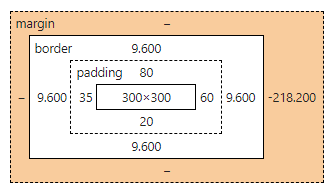 margin –
border 9.600
padding 80
– 9.600 35 300×300 60 9.600 -218.200
20
9.600
–